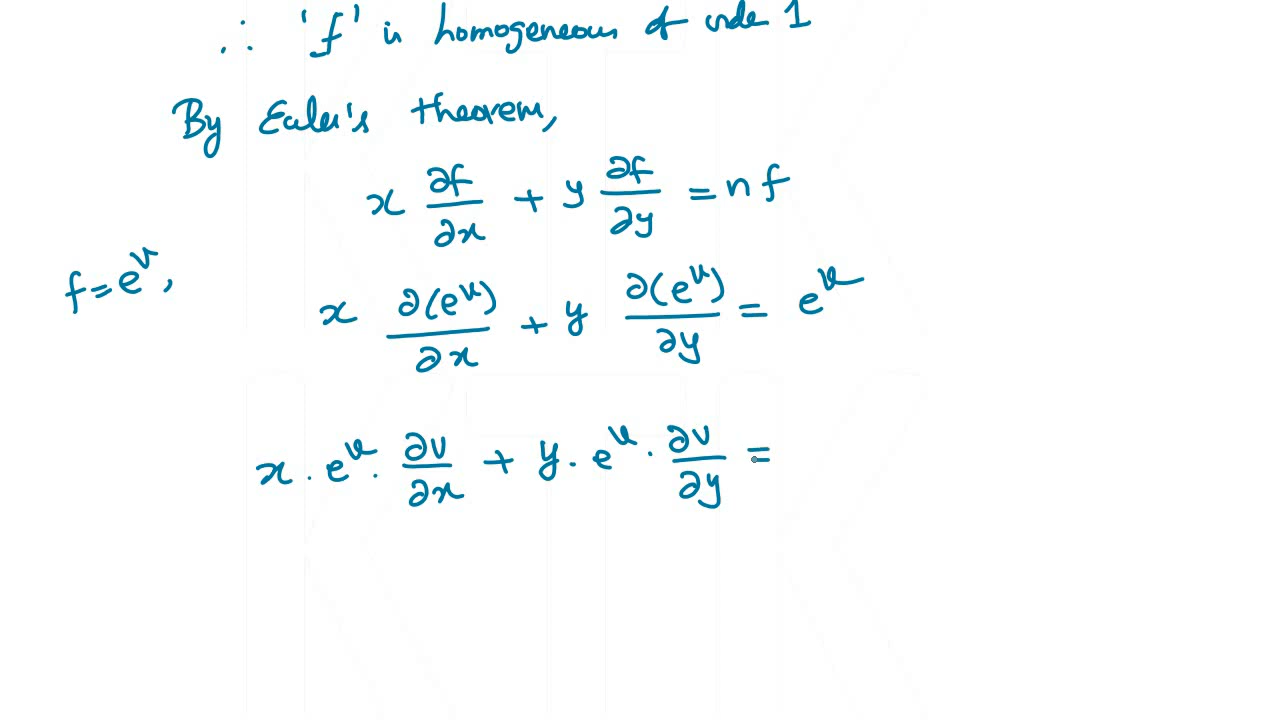 ∴ 'f' is homogeneous of order 1
By Euler's theorem,
x ∂f/∂x + y ∂f/∂y = n f
f = e^v,
x ∂(e^v)/∂x + y ∂(e^v)/∂y = e^v
x . e^v . ∂v/∂x + y . e^v . ∂v/∂y =